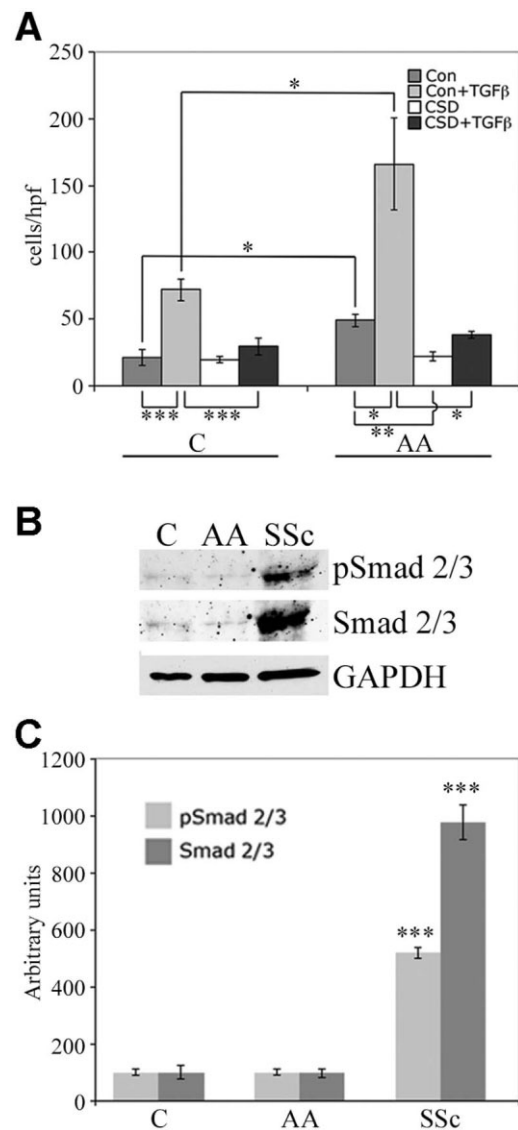 A
250
200
150
100
50
0
cells/hpf
Con
Con+TGFβ
CSD
CSD+TGFβ
*
*
*** ***
* *
**
C AA
B
C AA SSc
pSmad 2/3
Smad 2/3
GAPDH
C
1200
1000
800
600
400
200
0
Arbitrary units
pSmad 2/3
Smad 2/3
***
***
C AA SSc